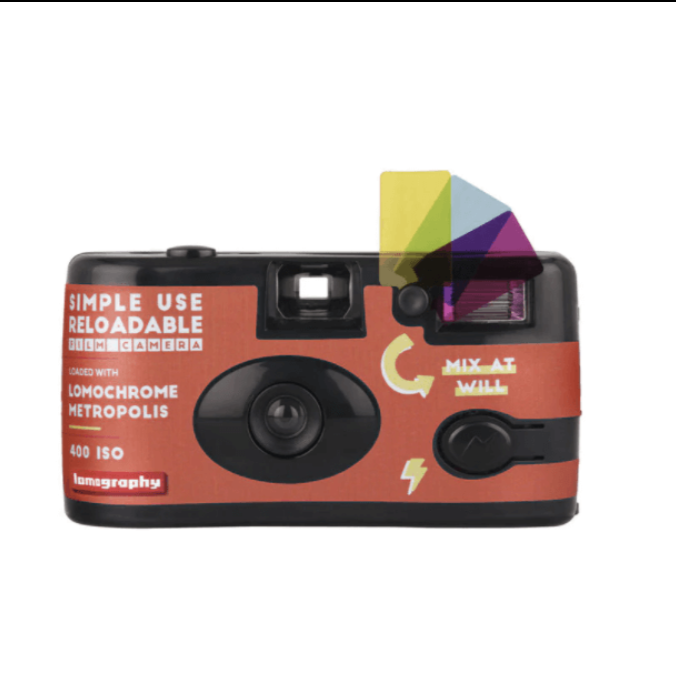 SIMPLE USE
RELOADABLE
FILM CAMERA
LOADED WITH
LOMOCHROME
METROPOLIS
400 ISO
lomography
MIX AT
WILL